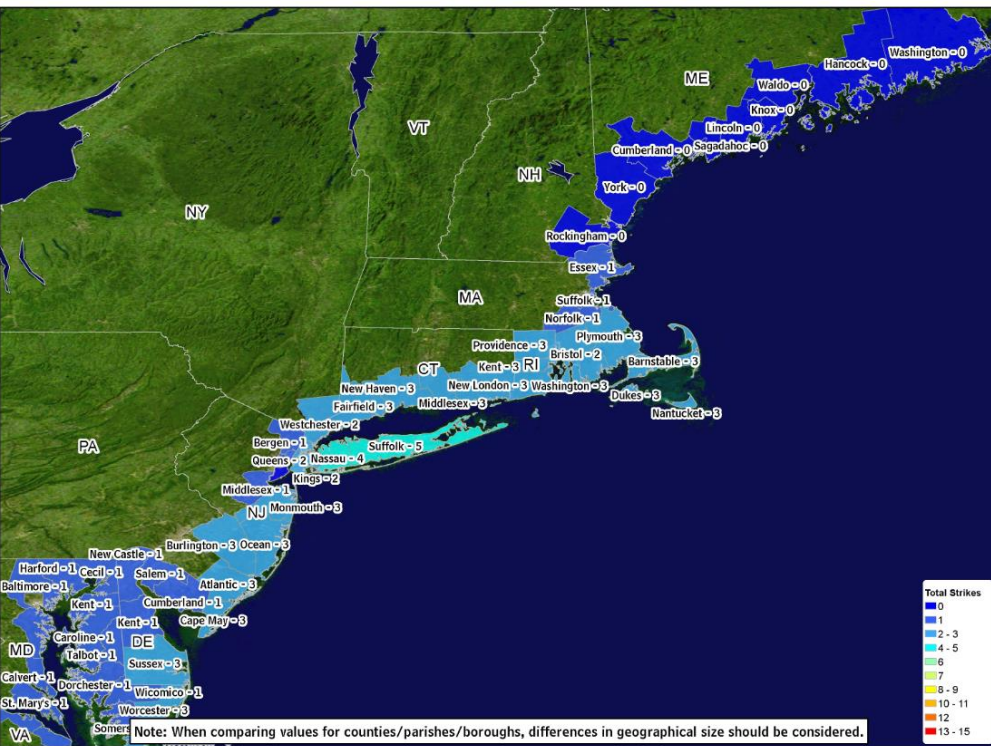 Washington - 0
Hancock - 0
ME
Waldo - 0
Knox - 0
VT
Lincoln - 0
Cumberland - 0
Sagadahoc - 0
NH
York - 0
NY
Rockingham - 0
Essex - 1
MA
Suffolk - 1
Norfolk - 1
Plymouth - 3
Providence - 3
Bristol - 2
Barnstable - 3
CT
Kent - 3
RI
New Haven - 3
New London - 3
Washington - 3
Dukes - 3
Fairfield - 3
Middlesex - 3
Nantucket - 3
Westchester - 2
Bergen - 1
Suffolk - 5
PA
Queens - 2
Nassau - 4
Kings - 2
Middlesex - 1
NJ
Monmouth - 3
Burlington - 3
Ocean - 3
New Castle - 1
Harford - 1
Cecil - 1
Salem - 1
Baltimore - 1
Atlantic - 3
Kent - 1
Cumberland - 1
Cape May - 3
Kent - 1
Caroline - 1
DE
MD
Talbot - 1
Sussex - 3
Calvert - 1
Dorchester - 1
Wicomico - 1
St. Mary's - 1
Worcester - 3
VA
Somers
Note: When comparing values for counties/parishes/boroughs, differences in geographical size should be considered.
Total Strikes
0
1
2 - 3
4 - 5
6
7
8 - 9
10 - 11
12
13 - 15